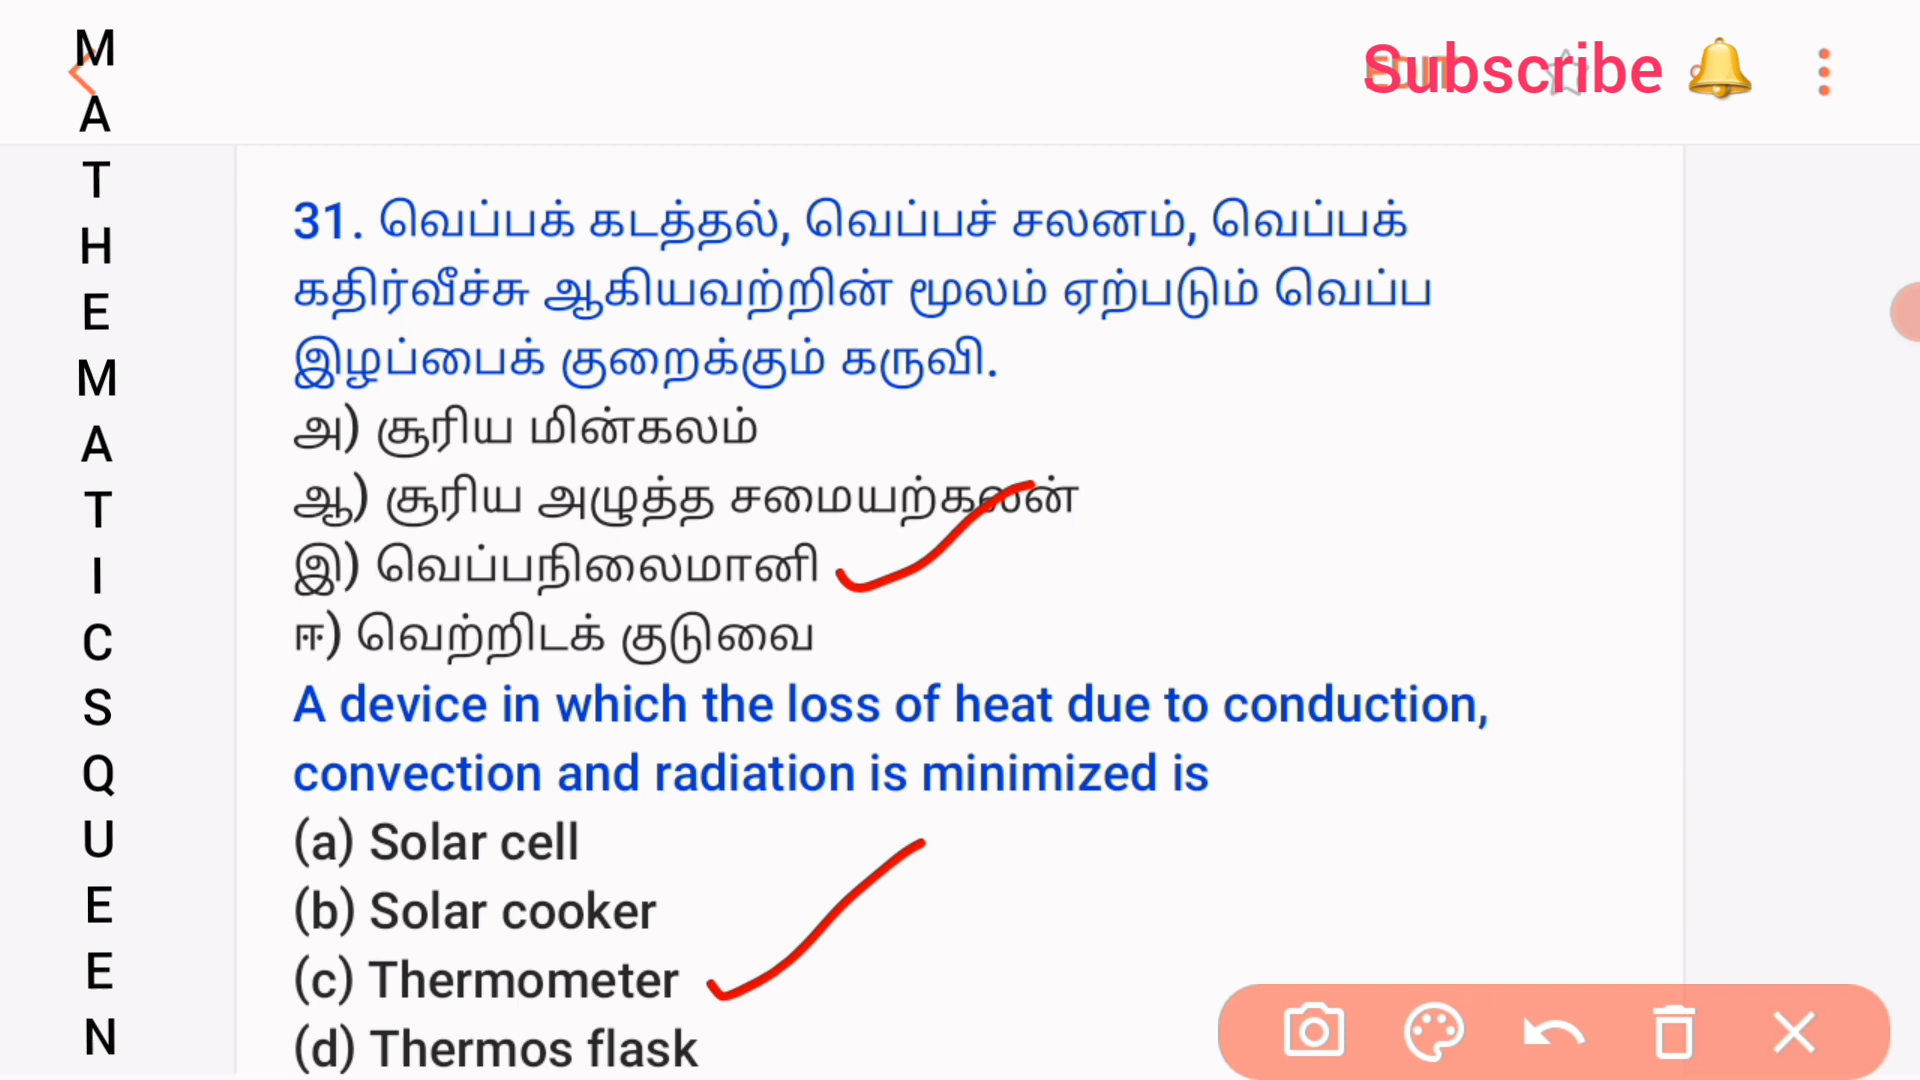 MATHEMATICSQUEEN
Subscribe
31. வெப்பக் கடத்தல், வெப்பச் சலனம், வெப்பக்
கதிர்வீச்சு ஆகியவற்றின் மூலம் ஏற்படும் வெப்ப
இழப்பைக் குறைக்கும் கருவி.
அ) சூரிய மின்கலம்
ஆ) சூரிய அழுத்த சமையற்கலன்
இ) வெப்பநிலைமானி
ஈ) வெற்றிடக் குடுவை
A device in which the loss of heat due to conduction,
convection and radiation is minimized is
(a) Solar cell
(b) Solar cooker
(c) Thermometer
(d) Thermos flask